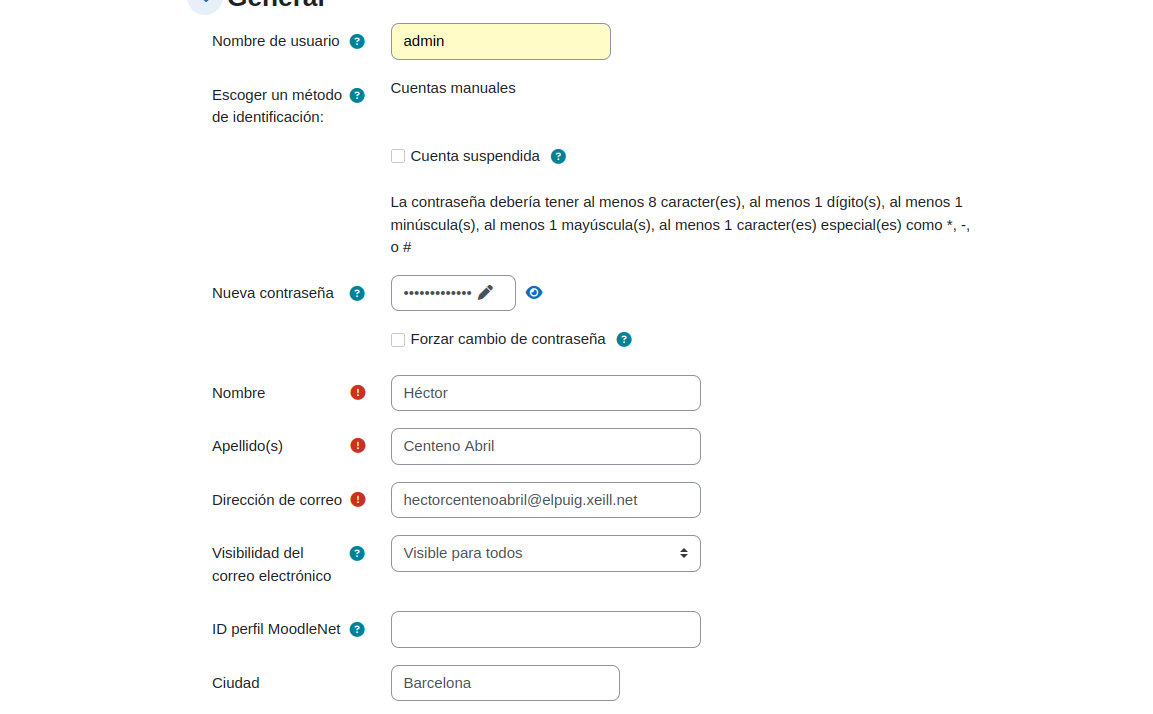 General
Nombre de usuario
admin
Escoger un método
de identificación:
Cuentas manuales
Cuenta suspendida
La contraseña debería tener al menos 8 caracter(es), al menos 1 dígito(s), al menos 1
minúscula(s), al menos 1 mayúscula(s), al menos 1 caracter(es) especial(es) como *, -,
o #
Nueva contraseña
•••••••••••••
Forzar cambio de contraseña
Nombre
Héctor
Apellido(s)
Centeno Abril
Dirección de correo
hectorcentenoabril@elpuig.xeill.net
Visibilidad del
correo electrónico
Visible para todos
ID perfil MoodleNet
Ciudad
Barcelona